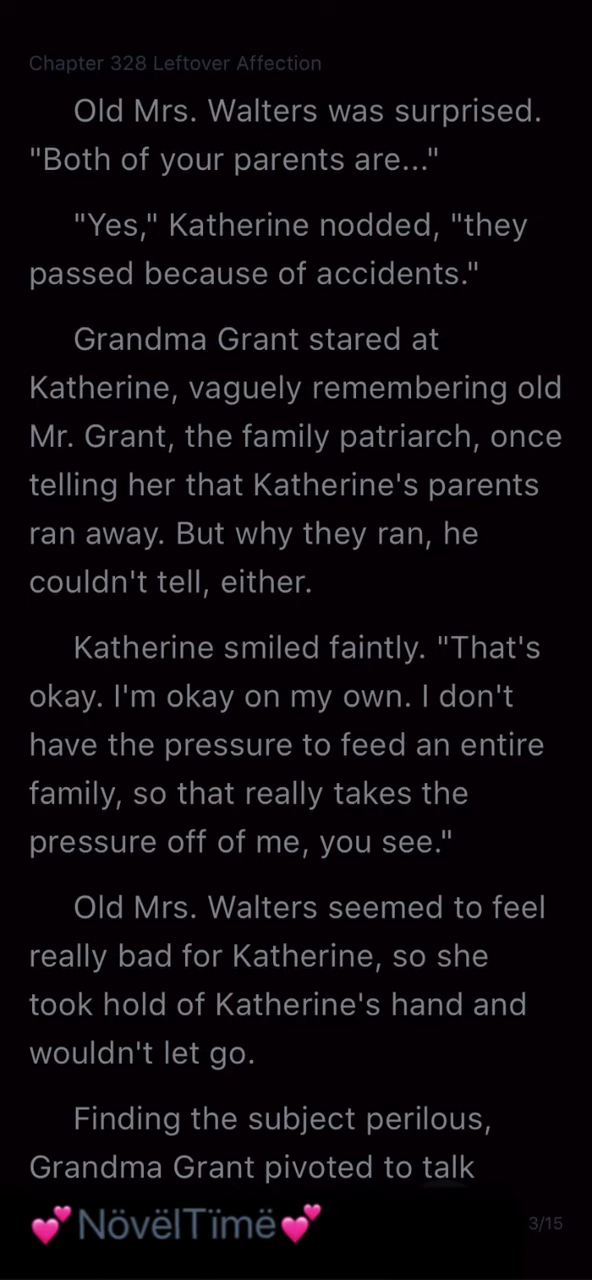 Chapter 328 Leftover Affection
Old Mrs. Walters was surprised.
"Both of your parents are..."
"Yes," Katherine nodded, "they
passed because of accidents."
Grandma Grant stared at
Katherine, vaguely remembering old
Mr. Grant, the family patriarch, once
telling her that Katherine's parents
ran away. But why they ran, he
couldn't tell, either.
Katherine smiled faintly. "That's
okay. I'm okay on my own. I don't
have the pressure to feed an entire
family, so that really takes the
pressure off of me, you see."
Old Mrs. Walters seemed to feel
really bad for Katherine, so she
took hold of Katherine's hand and
wouldn't let go.
Finding the subject perilous,
Grandma Grant pivoted to talk
💕NövëlTïmë💕
3/15